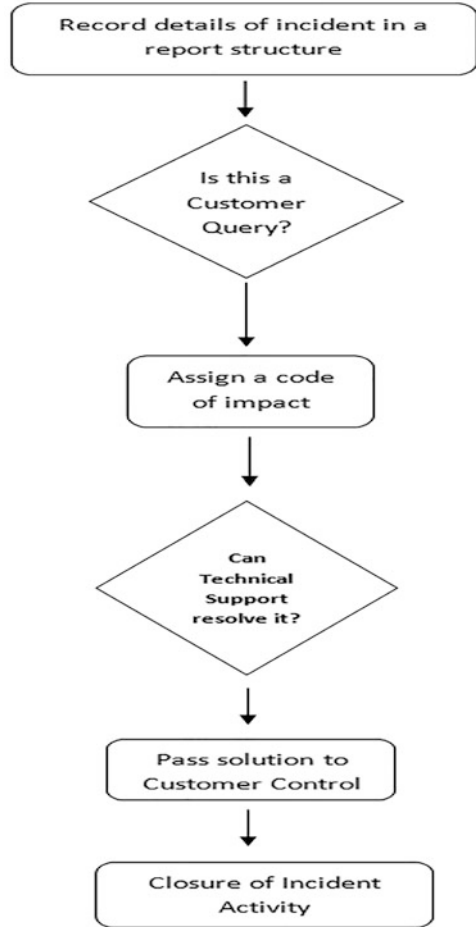 Record details of incident in a
report structure
Is this a
Customer
Query?
Assign a code
of impact
Can
Technical
Support
resolve it?
Pass solution to
Customer Control
Closure of Incident
Activity